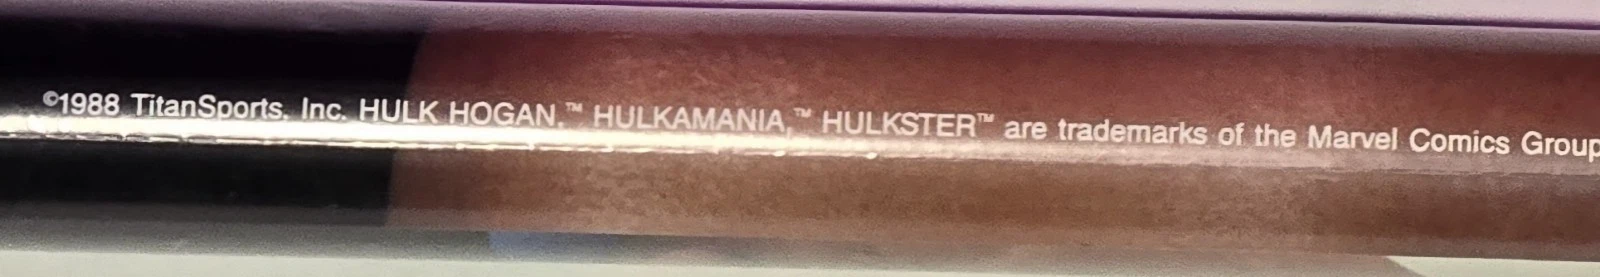 ©1988 TitanSports, Inc. HULK HOGAN,™ HULKAMANIA,™ HULKSTER™ are trademarks of the Marvel Comics Group